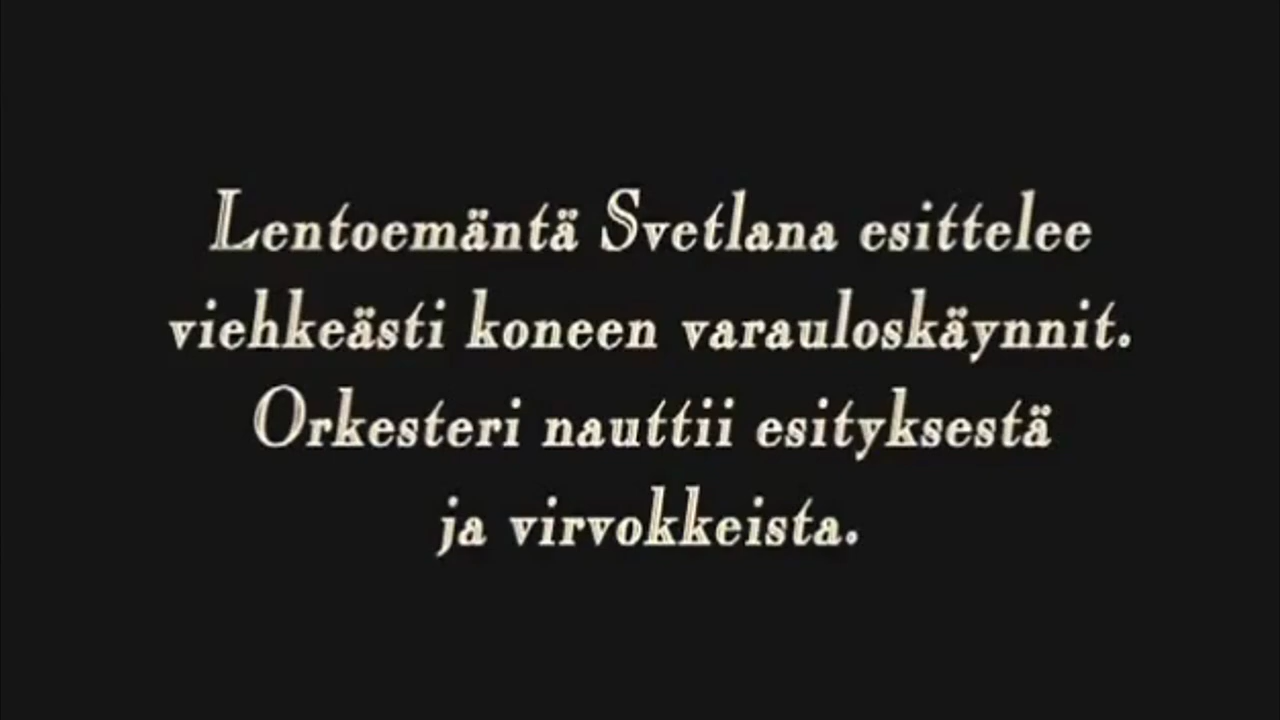 Lentoemäntä Svetlana esittelee
viehkeästi koneen varauloskäynnit.
Orkesteri nauttii esityksestä
ja virvokkeista.